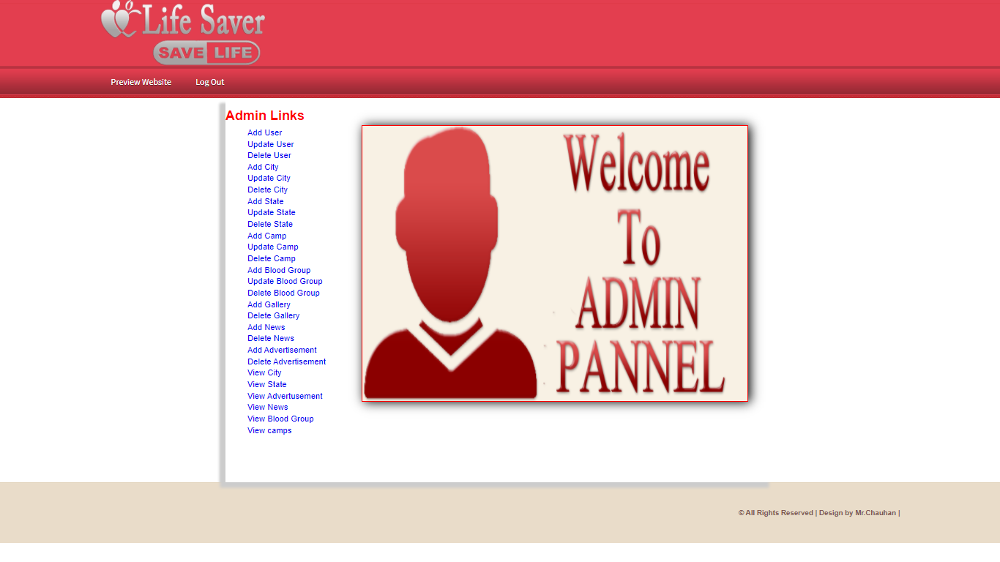 Life Saver
SAVE LIFE
Preview Website Log Out
Admin Links
Add User
Update User
Delete User
Add City
Update City
Delete City
Add State
Update State
Delete State
Add Camp
Update Camp
Delete Camp
Add Blood Group
Update Blood Group
Delete Blood Group
Add Gallery
Delete Gallery
Add News
Delete News
Add Advertisement
Delete Advertisement
View City
View State
View Advertusement
View News
View Blood Group
View camps
Welcome
To
ADMIN
PANNEL
© All Rights Reserved | Design by Mr.Chauhan |